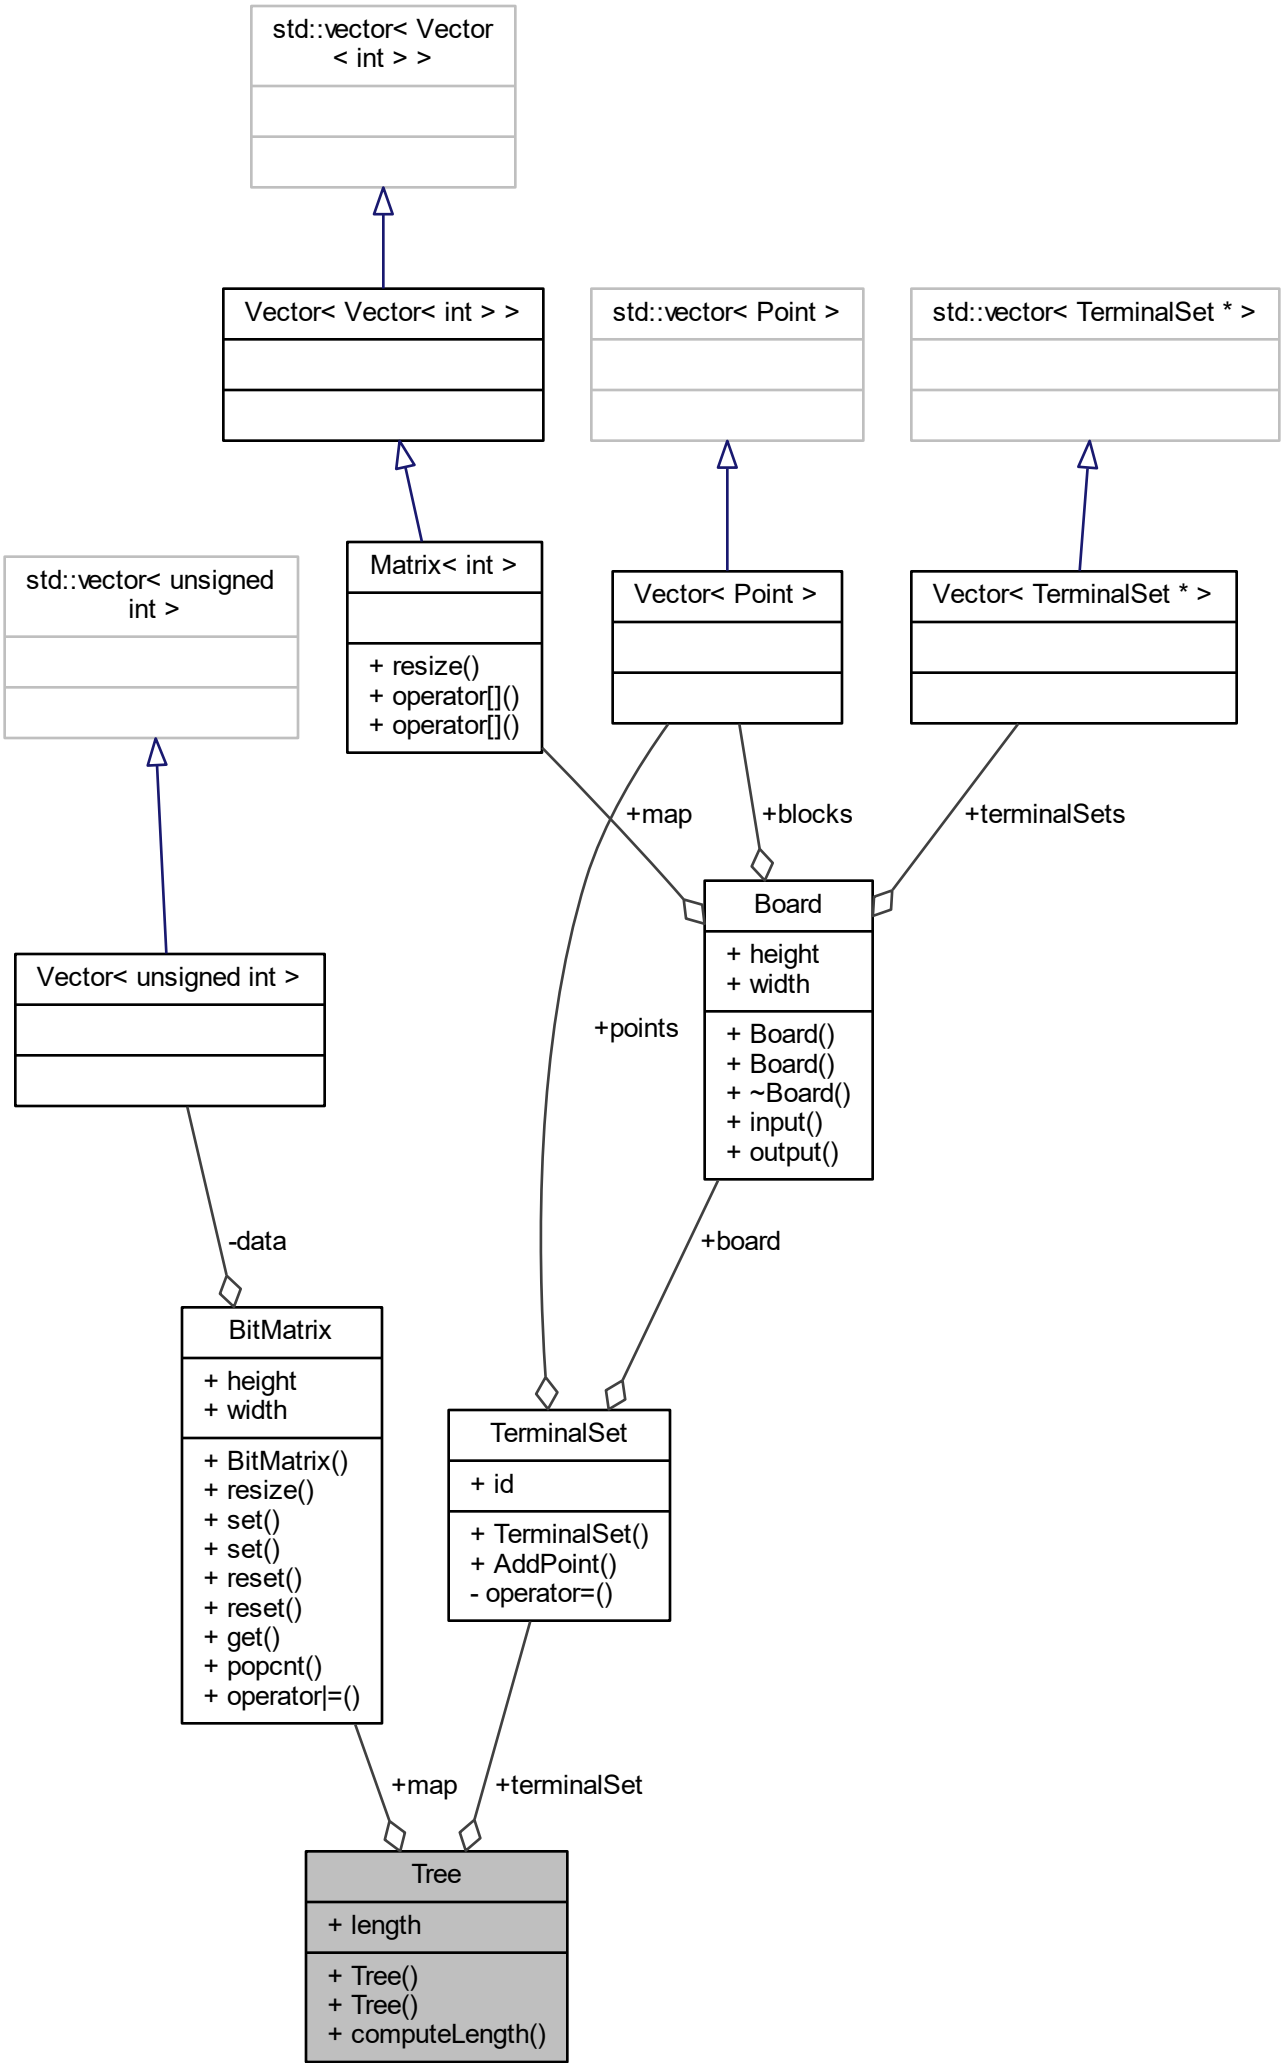 std::vector< Vector
< int > >
Vector< Vector< int > >
std::vector< Point >
std::vector< TerminalSet * >
std::vector< unsigned
int >
Matrix< int >
+ resize()
+ operator[]()
+ operator[]()
Vector< Point >
Vector< TerminalSet * >
+map
+blocks
+terminalSets
Board
+ height
+ width
+ Board()
+ Board()
+ ~Board()
+ input()
+ output()
Vector< unsigned int >
+points
-data
+board
BitMatrix
+ height
+ width
+ BitMatrix()
+ resize()
+ set()
+ set()
+ reset()
+ reset()
+ get()
+ popcnt()
+ operator|=()
TerminalSet
+ id
+ TerminalSet()
+ AddPoint()
- operator=()
+map
+terminalSet
Tree
+ length
+ Tree()
+ Tree()
+ computeLength()